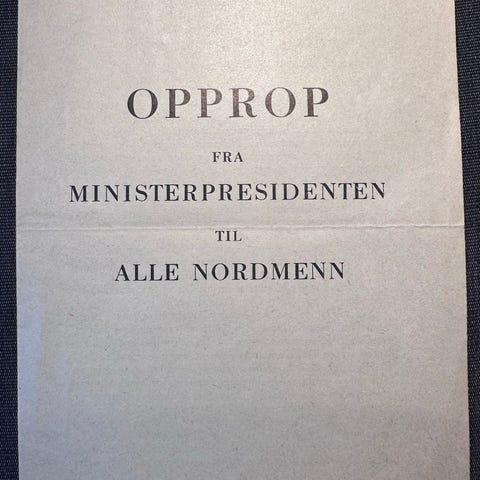 OPPROP
FRA
MINISTERPRESIDENTEN
TIL
ALLE NORDMENN